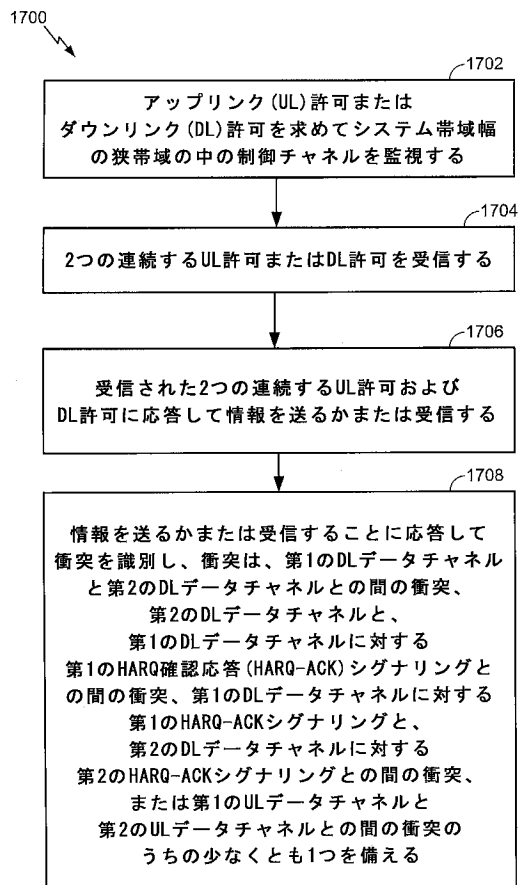 1700
1702
アップリンク(UL)許可または
ダウンリンク(DL)許可を求めてシステム帯域幅
の狭帯域の中の制御チャネルを監視する
1704
2つの連続するUL許可またはDL許可を受信する
1706
受信された2つの連続するUL許可および
DL許可に応答して情報を送るかまたは受信する
1708
情報を送るかまたは受信することに応答して
衝突を識別し、衝突は、第1のDLデータチャネル
と第2のDLデータチャネルとの間の衝突、
第2のDLデータチャネルと、
第1のDLデータチャネルに対する
第1のHARQ確認応答(HARQ-ACK)シグナリングと
の間の衝突、第1のDLデータチャネルに対する
第1のHARQ-ACKシグナリングと、
第2のDLデータチャネルに対する
第2のHARQ-ACKシグナリングとの間の衝突、
または第1のULデータチャネルと
第2のULデータチャネルとの間の衝突の
うちの少なくとも1つを備える